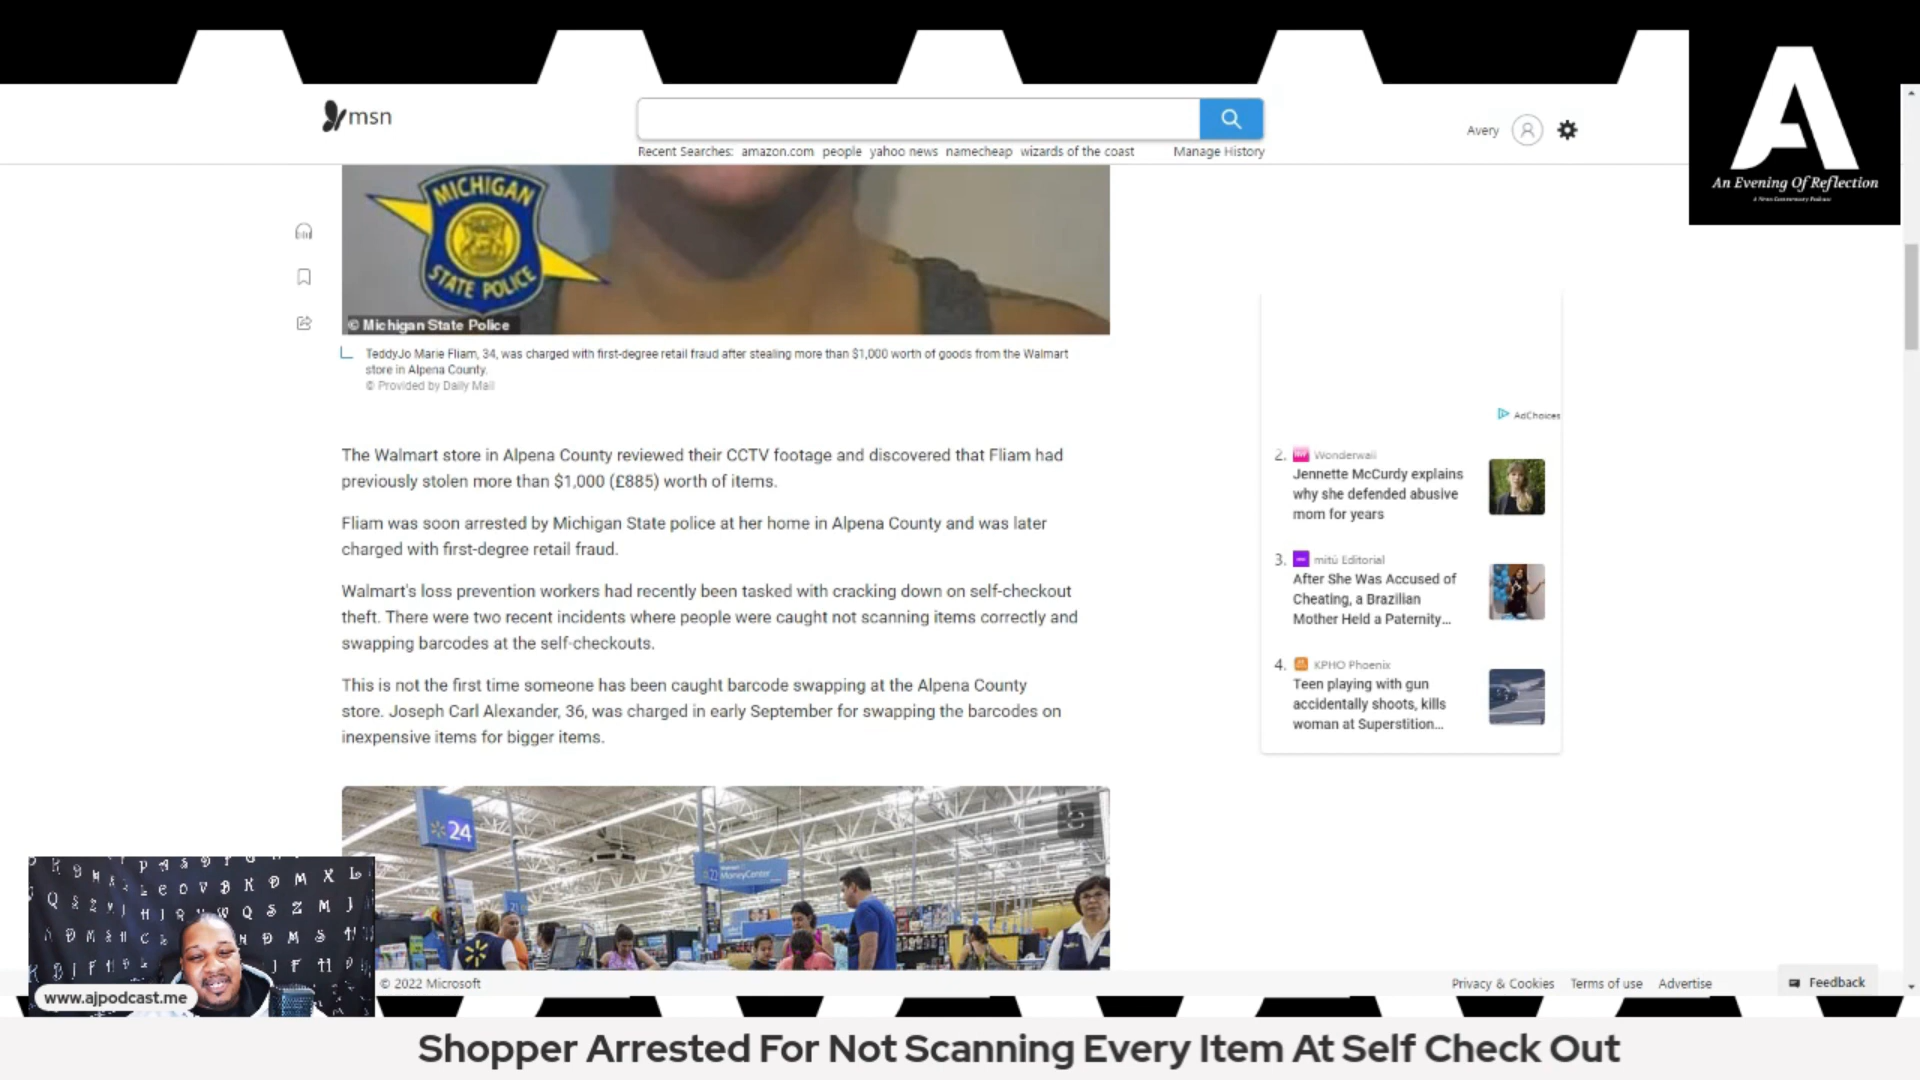 msn
Avery
Recent Searches: amazon.com people yahoo news namecheap wizards of the coast Manage History
A
An Evening Of Reflection
A News Commentary Podcast
MICHIGAN
STATE POLICE
© Michigan State Police
TeddyJo Marie Fliam, 34, was charged with first-degree retail fraud after stealing more than $1,000 worth of goods from the Walmart
store in Alpena County.
© Provided by Daily Mail
The Walmart store in Alpena County reviewed their CCTV footage and discovered that Fliam had
previously stolen more than $1,000 (£885) worth of items.
Fliam was soon arrested by Michigan State police at her home in Alpena County and was later
charged with first-degree retail fraud.
Walmart's loss prevention workers had recently been tasked with cracking down on self-checkout
theft. There were two recent incidents where people were caught not scanning items correctly and
swapping barcodes at the self-checkouts.
This is not the first time someone has been caught barcode swapping at the Alpena County
store. Joseph Carl Alexander, 36, was charged in early September for swapping the barcodes on
inexpensive items for bigger items.
AdChoices
2. Wonderwall
Jennette McCurdy explains
why she defended abusive
mom for years
3. mitú Editorial
After She Was Accused of
Cheating, a Brazilian
Mother Held a Paternity...
4. KPHO Phoenix
Teen playing with gun
accidentally shoots, kills
woman at Superstition...
24
MoneyCenter
www.ajpodcast.me
© 2022 Microsoft
Privacy & Cookies Terms of use Advertise
Feedback
Shopper Arrested For Not Scanning Every Item At Self Check Out